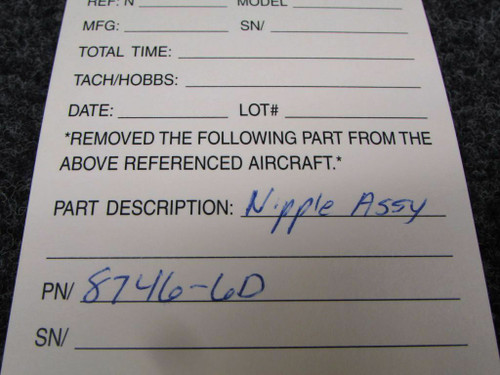 REF: N MODEL
MFG: SN/
TOTAL TIME:
TACH/HOBBS:
DATE: LOT#
*REMOVED THE FOLLOWING PART FROM THE
ABOVE REFERENCED AIRCRAFT.*
PART DESCRIPTION: Nipple Assy
PN/ 8746-6D
SN/